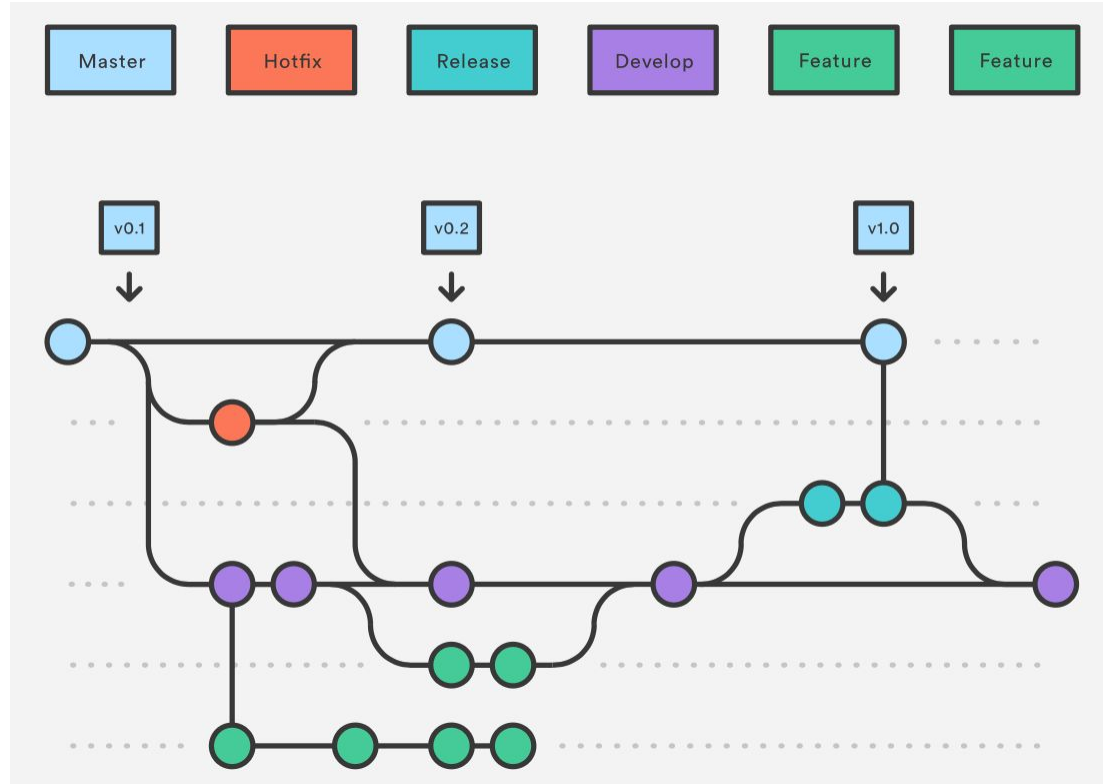 Master
Hotfix
Release
Develop
Feature
Feature
v0.1
v0.2
v1.0